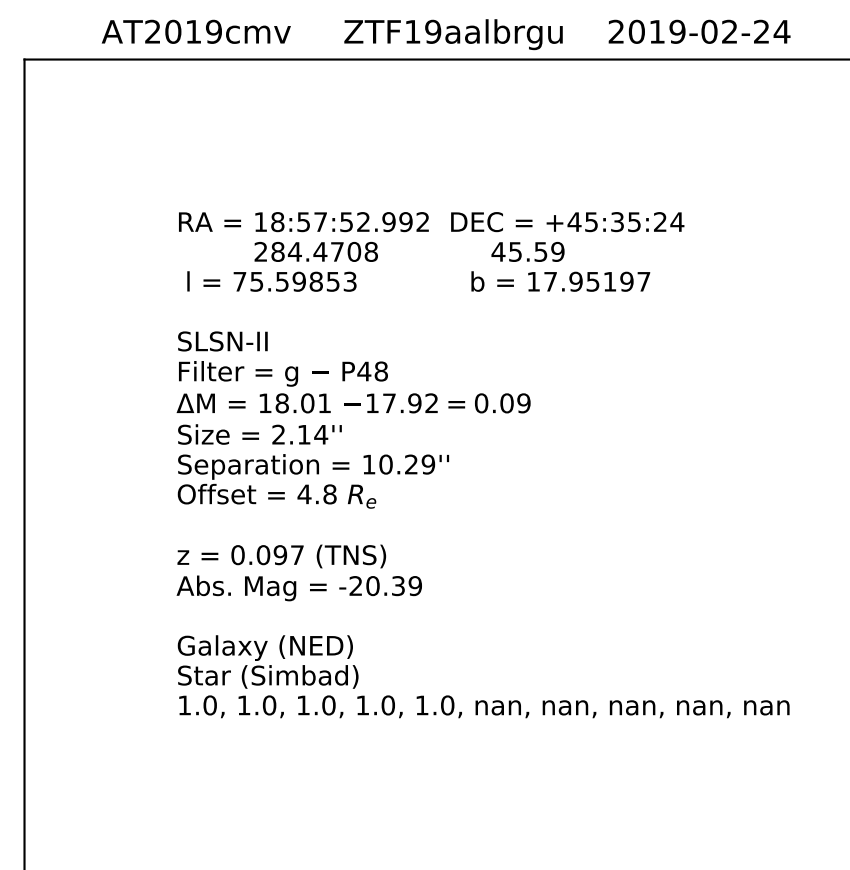 AT2019cmv ZTF19aalbrgu 2019-02-24
RA = 18:57:52.992 DEC = +45:35:24
284.4708 45.59
l = 75.59853 b = 17.95197
SLSN-II
Filter = g − P48
ΔM = 18.01 −17.92 = 0.09
Size = 2.14''
Separation = 10.29''
Offset = 4.8 Rₑ
z = 0.097 (TNS)
Abs. Mag = -20.39
Galaxy (NED)
Star (Simbad)
1.0, 1.0, 1.0, 1.0, 1.0, nan, nan, nan, nan, nan